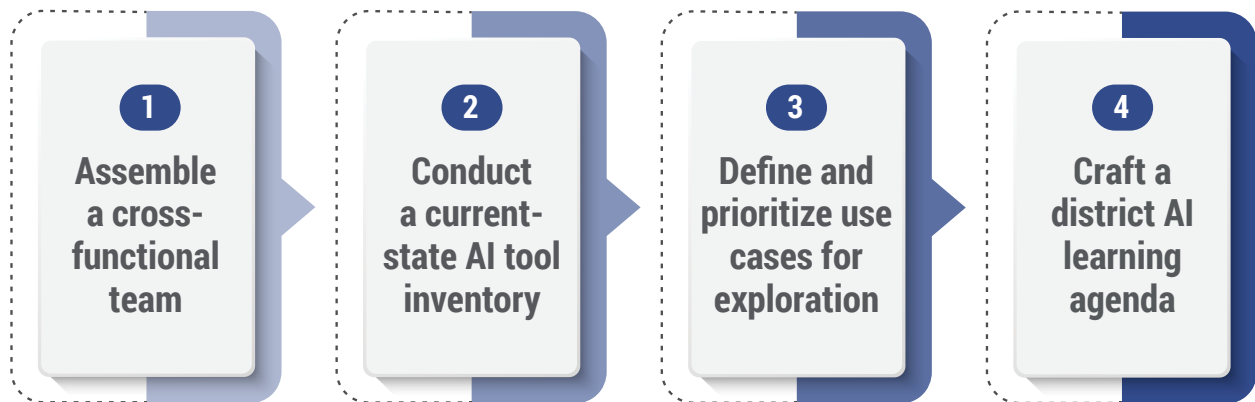 1
Assemble
a cross-
functional
team
2
Conduct
a current-
state AI tool
inventory
3
Define and
prioritize use
cases for
exploration
4
Craft a
district AI
learning
agenda